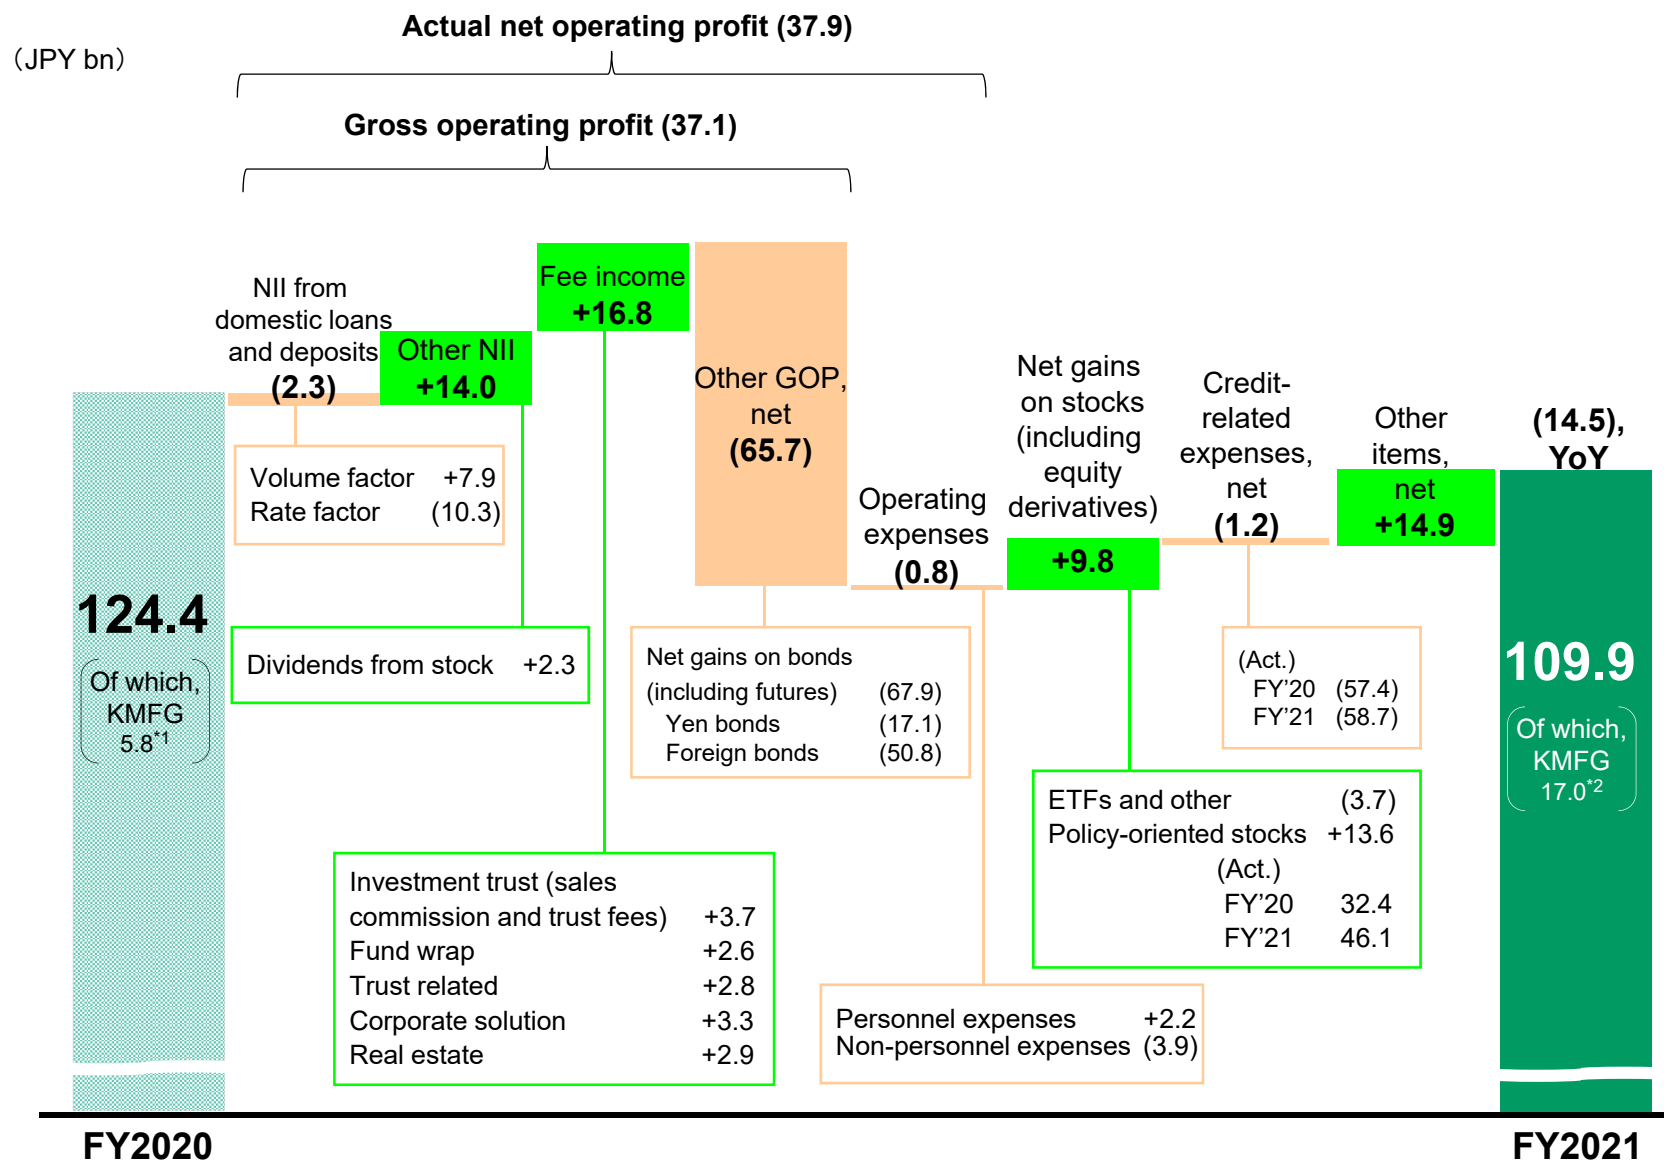 Actual net operating profit (37.9)
（JPY bn）
Gross operating profit (37.1)
NII from
domestic loans
and deposits
(2.3)
Other NII
+14.0
Fee income
+16.8
Other GOP,
net
(65.7)
Operating
expenses
(0.8)
Net gains
on stocks
(including
equity
derivatives)
+9.8
Credit-
related
expenses,
net
(1.2)
Other
items,
net
+14.9
(14.5),
YoY
Volume factor +7.9
Rate factor (10.3)
124.4
Of which,
KMFG
5.8*1
Dividends from stock +2.3
Net gains on bonds
(including futures) (67.9)
Yen bonds (17.1)
Foreign bonds (50.8)
(Act.)
FY'20 (57.4)
FY'21 (58.7)
109.9
Of which,
KMFG
17.0*2
ETFs and other (3.7)
Policy-oriented stocks +13.6
(Act.)
FY'20 32.4
FY'21 46.1
Investment trust (sales
commission and trust fees) +3.7
Fund wrap +2.6
Trust related +2.8
Corporate solution +3.3
Real estate +2.9
Personnel expenses +2.2
Non-personnel expenses (3.9)
FY2020
FY2021